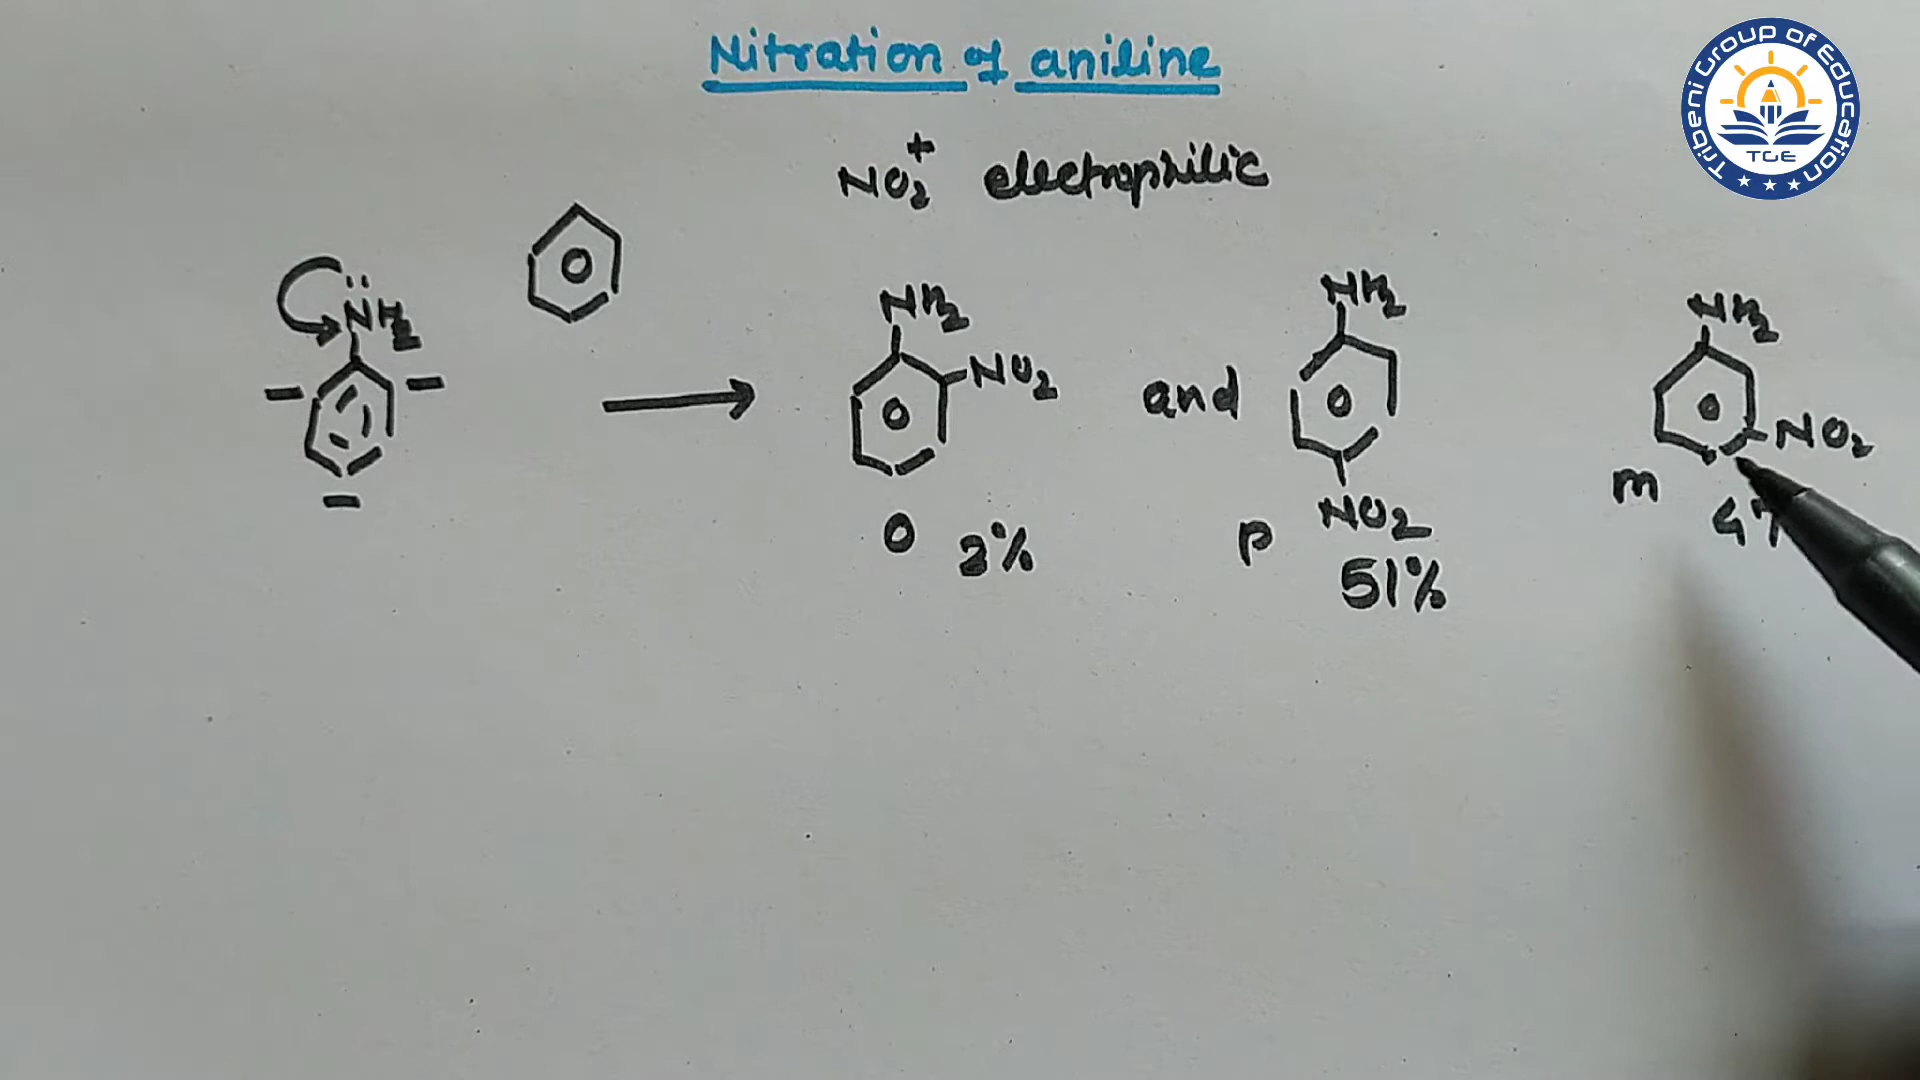 Nitration of aniline
NO2+ electrophilic
Tribeni Group Of Education
TGE
NH2
NH2 NO2
and
NH2
NO2
NH2
NO2
O 2%
P 51%
m 47